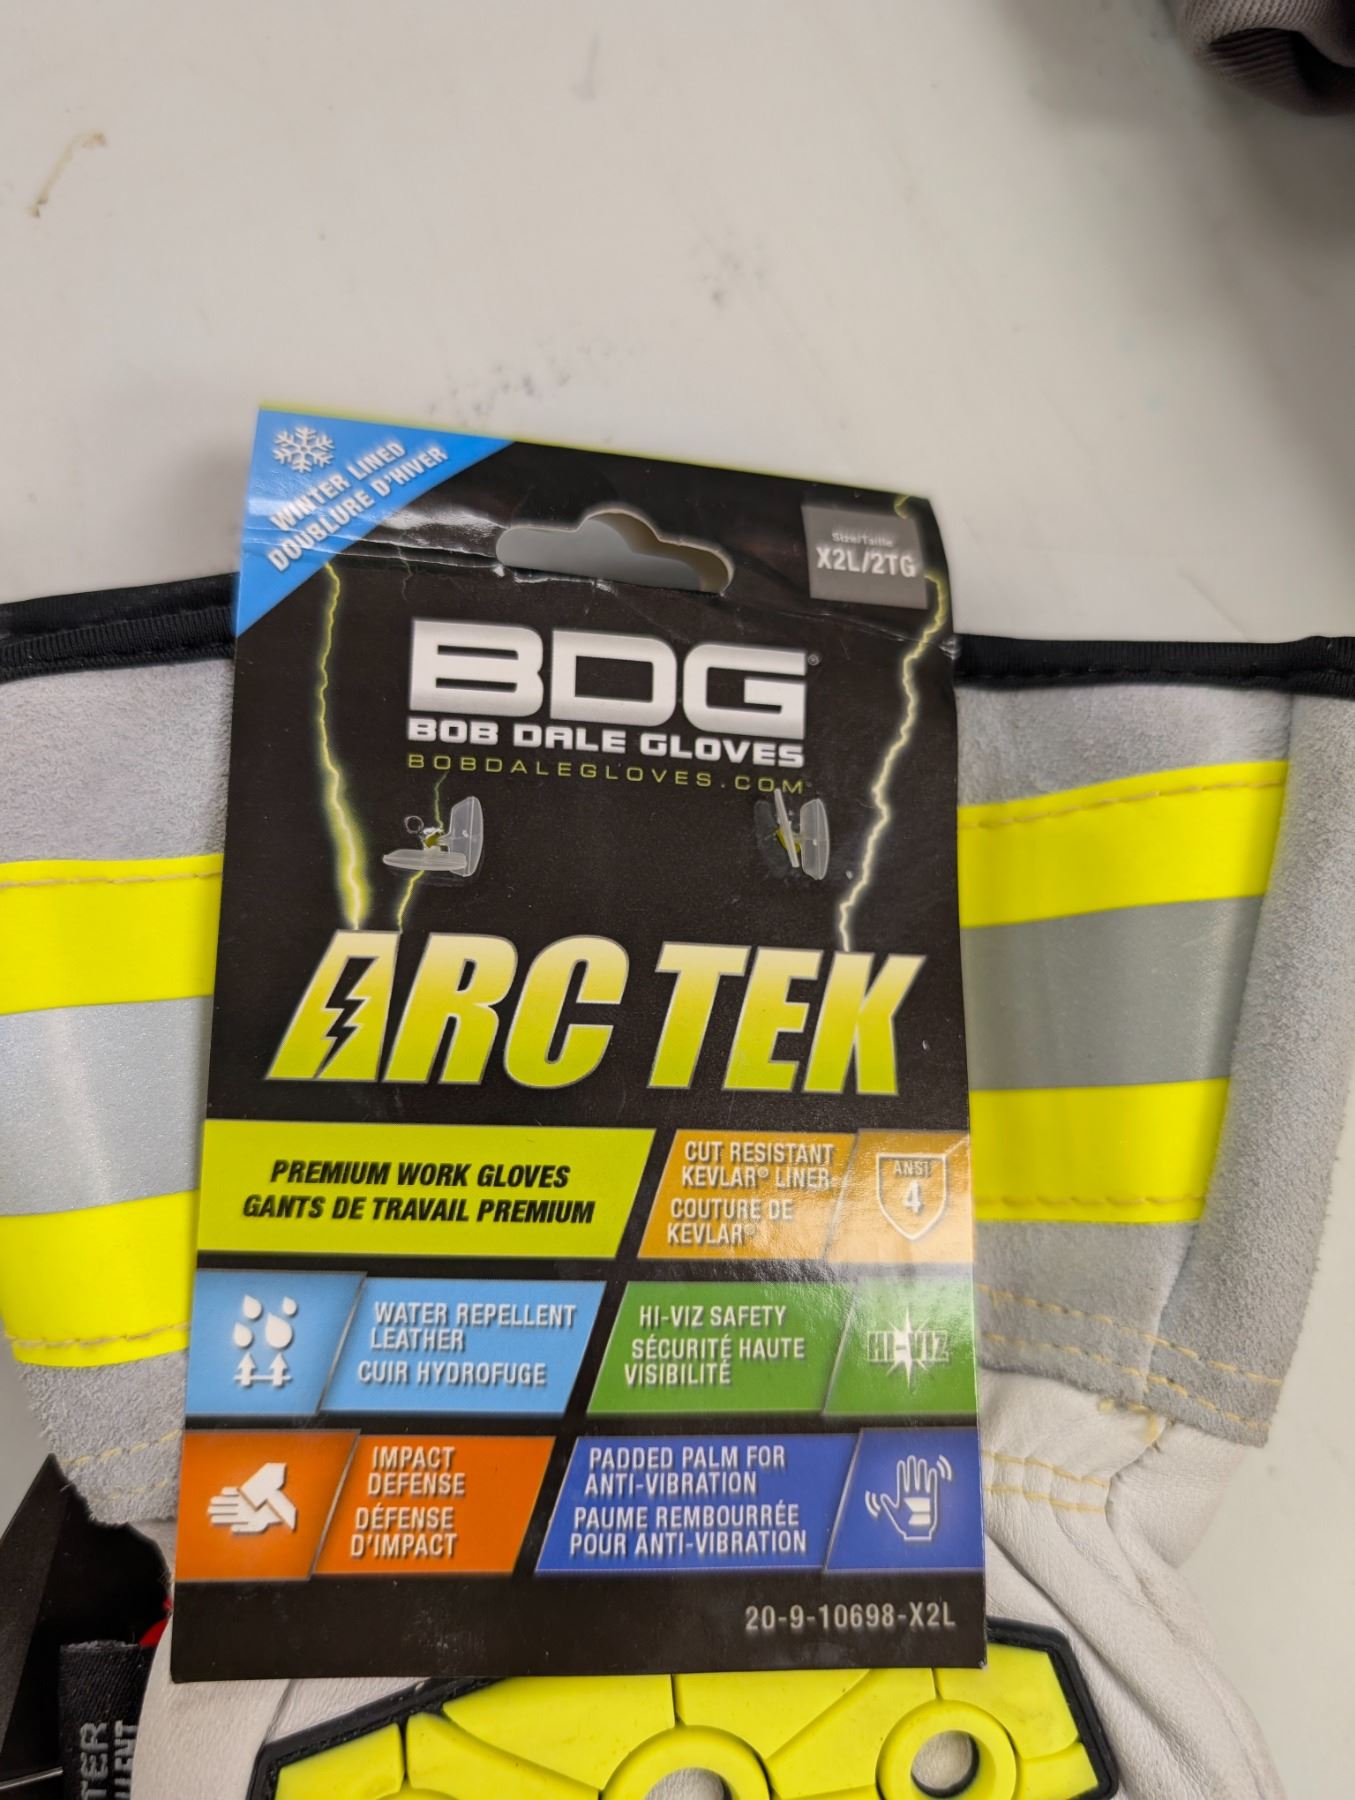 WINTER LINED
DOUBLURE D'HIVER
Size/Taille
X2L/2TG
BDG®
BOB DALE GLOVES
BOBDALEGLOVES.COM
ARC TEK
PREMIUM WORK GLOVES
GANTS DE TRAVAIL PREMIUM
CUT RESISTANT
KEVLAR® LINER
COUTURE DE
KEVLAR®
ANSI
4
WATER REPELLENT
LEATHER
CUIR HYDROFUGE
HI-VIZ SAFETY
SÉCURITÉ HAUTE
VISIBILITÉ
HI-VIZ
IMPACT
DEFENSE
DÉFENSE
D'IMPACT
PADDED PALM FOR
ANTI-VIBRATION
PAUME REMBOURRÉE
POUR ANTI-VIBRATION
20-9-10698-X2L